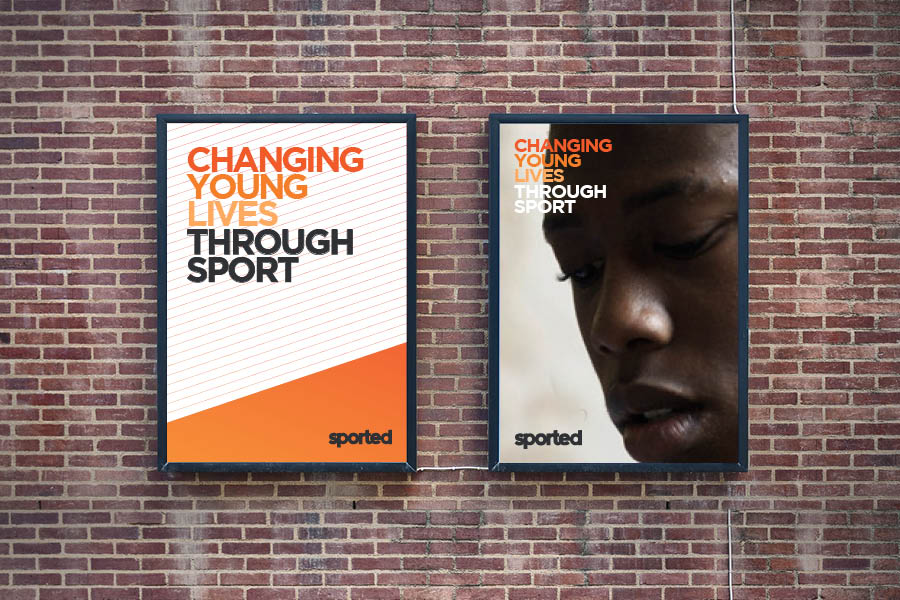 CHANGING
YOUNG
LIVES
THROUGH
SPORT
sported
CHANGING
YOUNG
LIVES
THROUGH
SPORT
sported